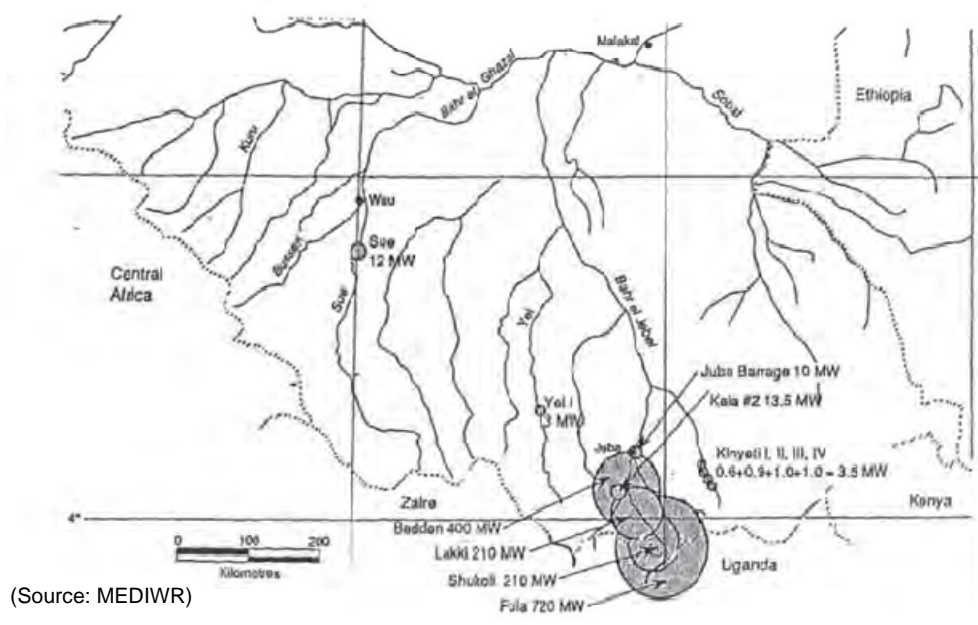 Malakal
Bahr el Ghazal
Sobat
Ethiopia
Kuru
Wau
Busseri
Sue
12 MW
Central
Africa
Sue
Yel
Bahr el Jebel
Juba Barrage 10 MW
Kaia #2 13.5 MW
Yel I
3 MW
Juba
Kinyeti I, II, III, IV
0.6+0.9+1.0+1.0 = 3.5 MW
Zaire
Kenya
4°
Bedden 400 MW
0 100 200
Kilometres
Lakki 210 MW
Uganda
Shukoli 210 MW
Fula 720 MW
(Source: MEDIWR)